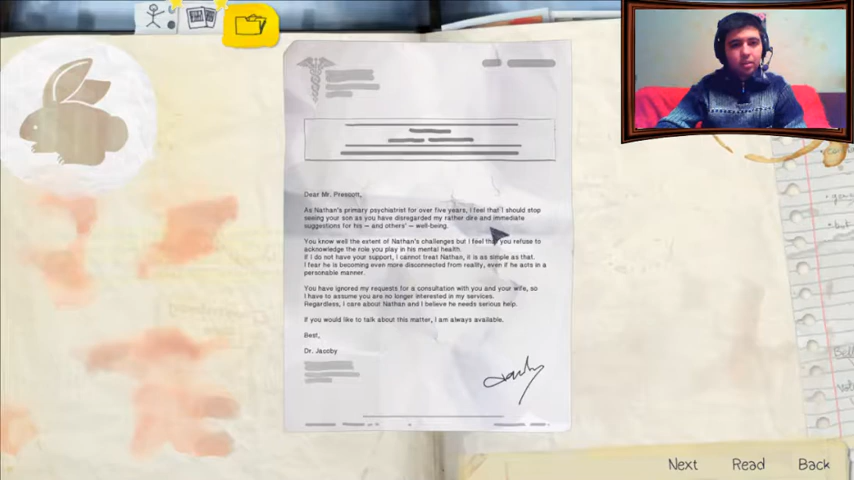 Dear Mr. Prescott,
As Nathan's primary psychiatrist for over five years, I feel that I should stop
seeing your son as you have disregarded my rather dire and immediate
suggestions for his — and others' — well-being.
You know well the extent of Nathan's challenges but I feel that you refuse to
acknowledge the role you play in his mental health.
If I do not have your support, I cannot treat Nathan, it is as simple as that.
I fear he is becoming even more disconnected from reality, even if he acts in a
personable manner.
You have ignored my requests for a consultation with you and your wife, so
I have to assume you are no longer interested in my services.
Regardless, I care about Nathan and I believe he needs serious help.
If you would like to talk about this matter, I am always available.
Best,
Dr. Jacoby
Next
Read
Back